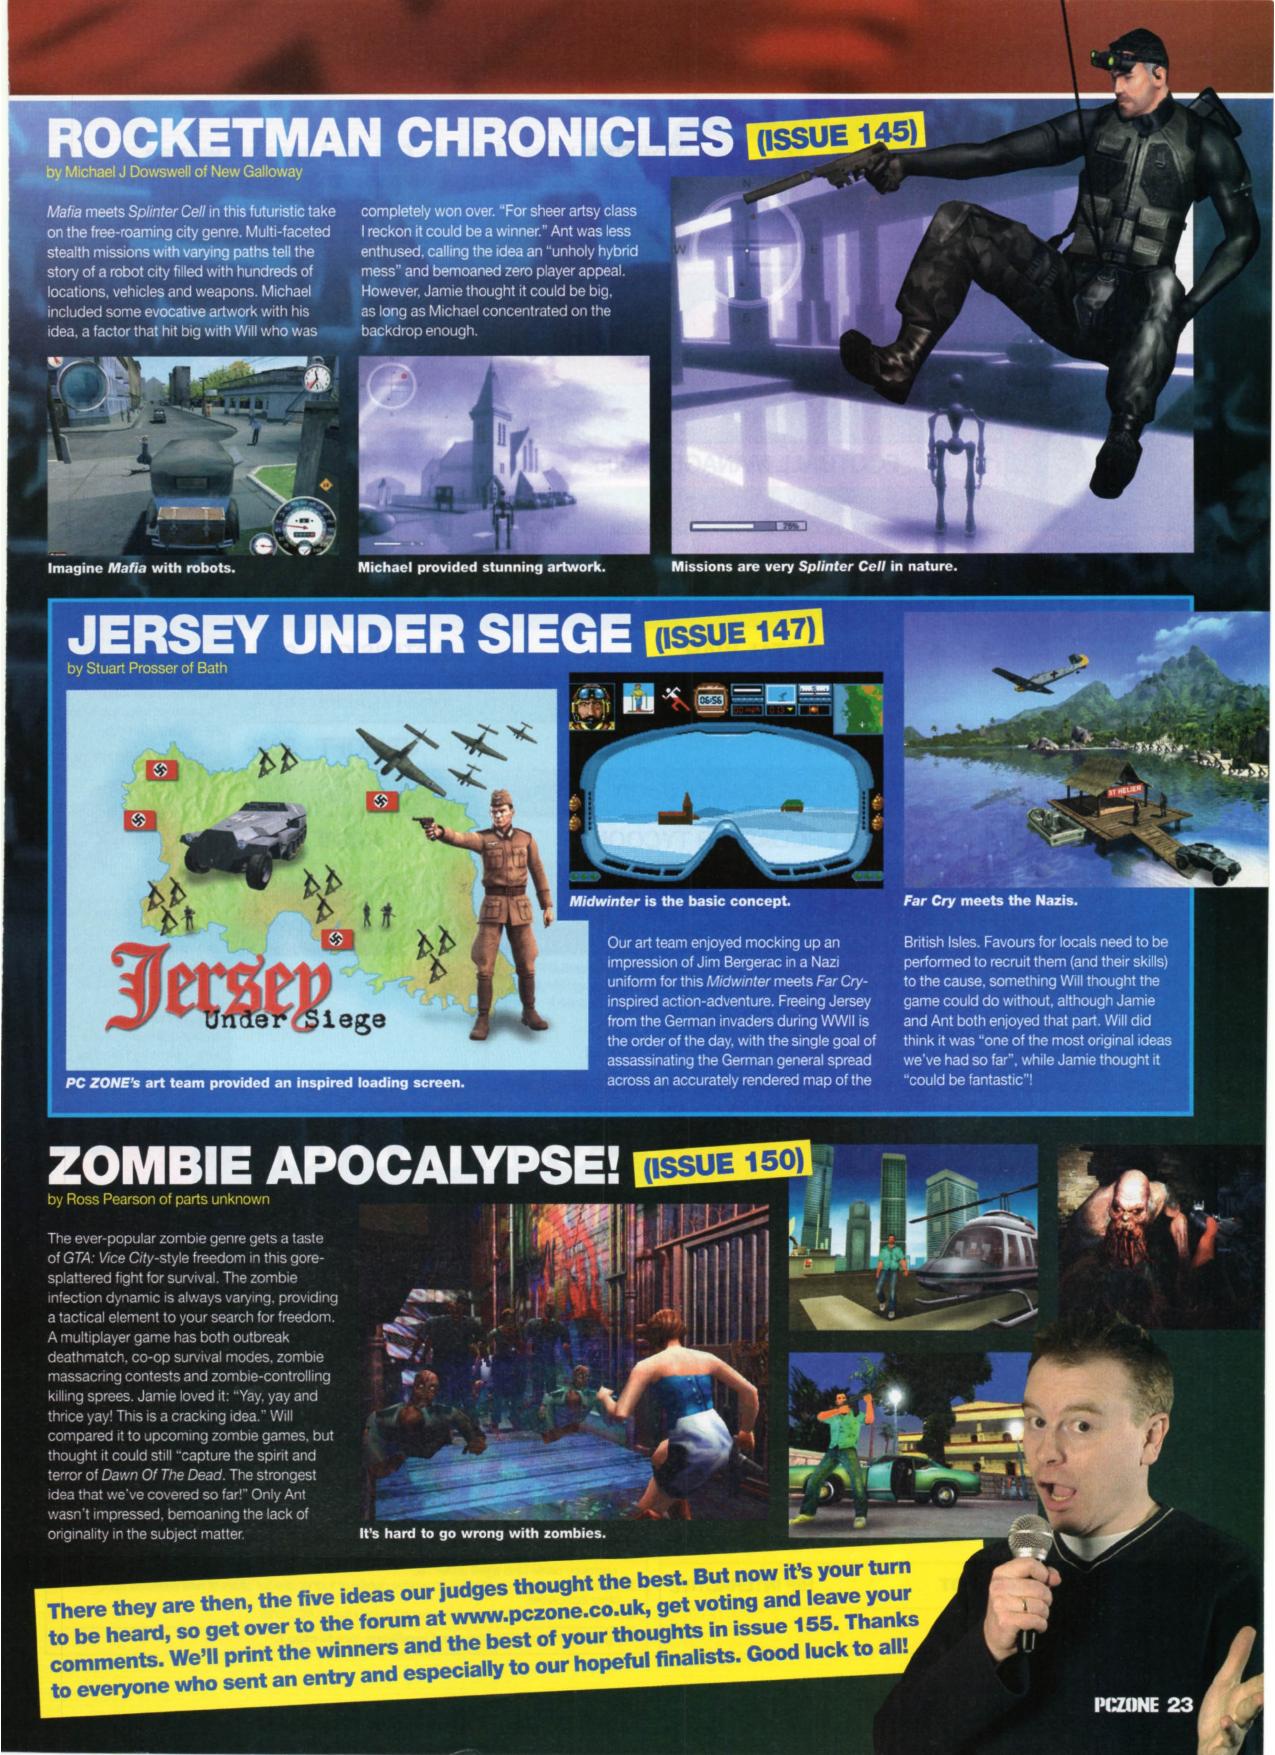 ROCKETMAN CHRONICLES (ISSUE 145)
by Michael J Dowswell of New Galloway
Mafia meets Splinter Cell in this futuristic take
on the free-roaming city genre. Multi-faceted
stealth missions with varying paths tell the
story of a robot city filled with hundreds of
locations, vehicles and weapons. Michael
included some evocative artwork with his
idea, a factor that hit big with Will who was
completely won over. “For sheer artsy class
I reckon it could be a winner.” Ant was less
enthused, calling the idea an “unholy hybrid
mess” and bemoaned zero player appeal.
However, Jamie thought it could be big,
as long as Michael concentrated on the
backdrop enough.
N
W
E
S
75%
Imagine Mafia with robots.
Michael provided stunning artwork.
Missions are very Splinter Cell in nature.
JERSEY UNDER SIEGE (ISSUE 147)
by Stuart Prosser of Bath
Jersey
Under Siege
PC ZONE’s art team provided an inspired loading screen.
06:56
Midwinter is the basic concept.
ST HELIER
Far Cry meets the Nazis.
Our art team enjoyed mocking up an
impression of Jim Bergerac in a Nazi
uniform for this Midwinter meets Far Cry-
inspired action-adventure. Freeing Jersey
from the German invaders during WWII is
the order of the day, with the single goal of
assassinating the German general spread
across an accurately rendered map of the
British Isles. Favours for locals need to be
performed to recruit them (and their skills)
to the cause, something Will thought the
game could do without, although Jamie
and Ant both enjoyed that part. Will did
think it was “one of the most original ideas
we’ve had so far”, while Jamie thought it
“could be fantastic”!
ZOMBIE APOCALYPSE! (ISSUE 150)
by Ross Pearson of parts unknown
The ever-popular zombie genre gets a taste
of GTA: Vice City-style freedom in this gore-
splattered fight for survival. The zombie
infection dynamic is always varying, providing
a tactical element to your search for freedom.
A multiplayer game has both outbreak
deathmatch, co-op survival modes, zombie
massacring contests and zombie-controlling
killing sprees. Jamie loved it: “Yay, yay and
thrice yay! This is a cracking idea.” Will
compared it to upcoming zombie games, but
thought it could still “capture the spirit and
terror of Dawn Of The Dead. The strongest
idea that we’ve covered so far!” Only Ant
wasn’t impressed, bemoaning the lack of
originality in the subject matter.
It’s hard to go wrong with zombies.
There they are then, the five ideas our judges thought the best. But now it’s your turn
to be heard, so get over to the forum at www.pczone.co.uk, get voting and leave your
comments. We’ll print the winners and the best of your thoughts in issue 155. Thanks
to everyone who sent an entry and especially to our hopeful finalists. Good luck to all!
PCZONE 23